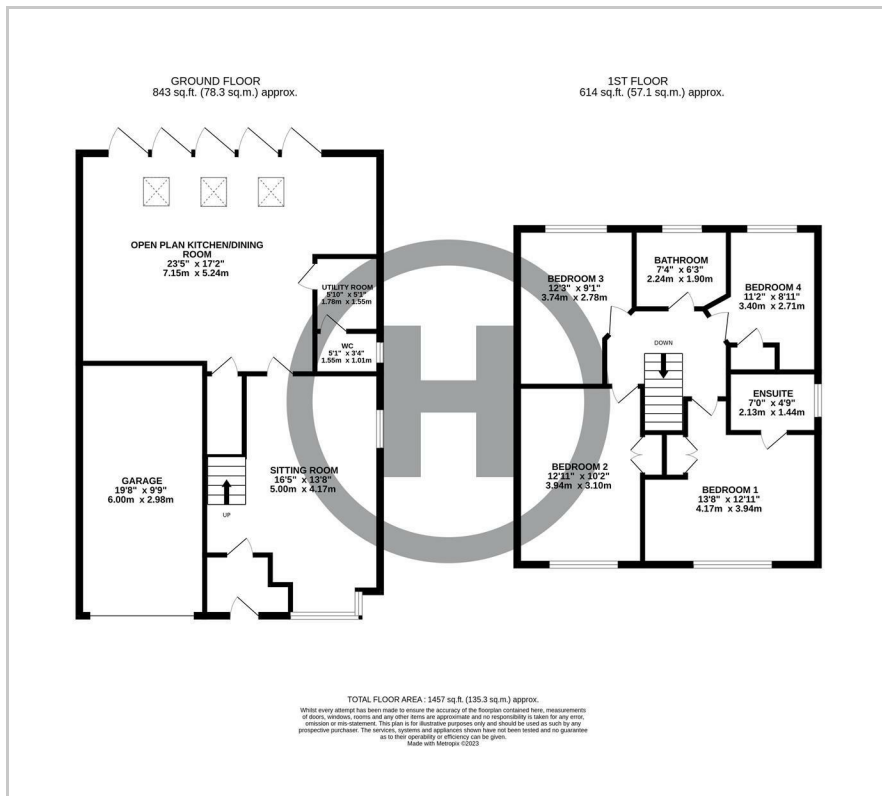 GROUND FLOOR
843 sq.ft. (78.3 sq.m.) approx.
OPEN PLAN KITCHEN/DINING
ROOM
23'5" x 17'2"
7.15m x 5.24m
UTILITY ROOM
5'10" x 5'1"
1.78m x 1.55m
WC
5'1" x 3'4"
1.55m x 1.01m
GARAGE
19'8" x 9'9"
6.00m x 2.98m
SITTING ROOM
16'5" x 13'8"
5.00m x 4.17m
UP
1ST FLOOR
614 sq.ft. (57.1 sq.m.) approx.
BEDROOM 3
12'3" x 9'1"
3.74m x 2.78m
BATHROOM
7'4" x 6'3"
2.24m x 1.90m
BEDROOM 4
11'2" x 8'11"
3.40m x 2.71m
DOWN
ENSUITE
7'0" x 4'9"
2.13m x 1.44m
BEDROOM 2
12'11" x 10'2"
3.94m x 3.10m
BEDROOM 1
13'8" x 12'11"
4.17m x 3.94m
H
TOTAL FLOOR AREA : 1457 sq.ft. (135.3 sq.m.) approx.
Whilst every attempt has been made to ensure the accuracy of the floorplan contained here, measurements
of doors, windows, rooms and any other items are approximate and no responsibility is taken for any error,
omission or mis-statement. This plan is for illustrative purposes only and should be used as such by any
prospective purchaser. The services, systems and appliances shown have not been tested and no guarantee
as to their operability or efficiency can be given.
Made with Metropix ©2023